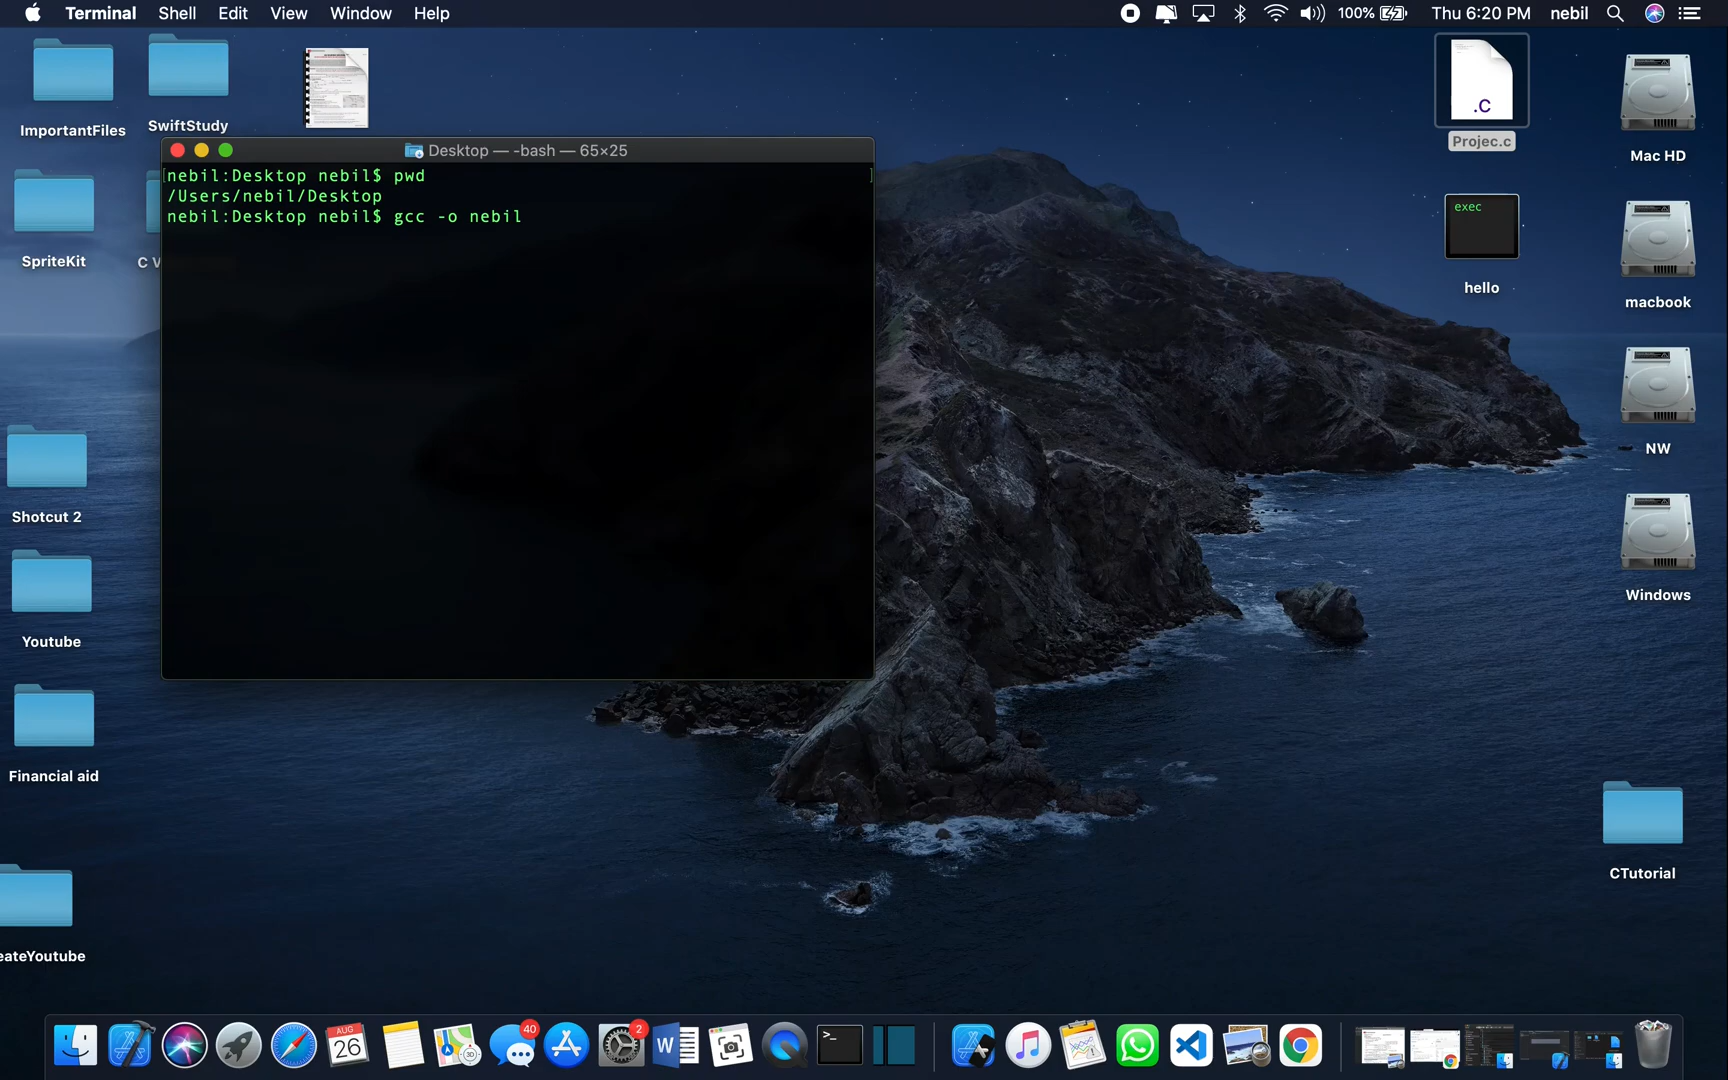 Terminal Shell Edit View Window Help
100% Thu 6:20 PM nebil
ImportantFiles
SwiftStudy
SpriteKit
C V
Shotcut 2
Youtube
Financial aid
eateYoutube
Desktop — -bash — 65×25
[nebil:Desktop nebil$ pwd ]
/Users/nebil/Desktop
nebil:Desktop nebil$ gcc -o nebil
.C
Projec.c
exec
hello
Mac HD
macbook
NW
Windows
CTutorial
AUG
26
3D
40
2
W
>_